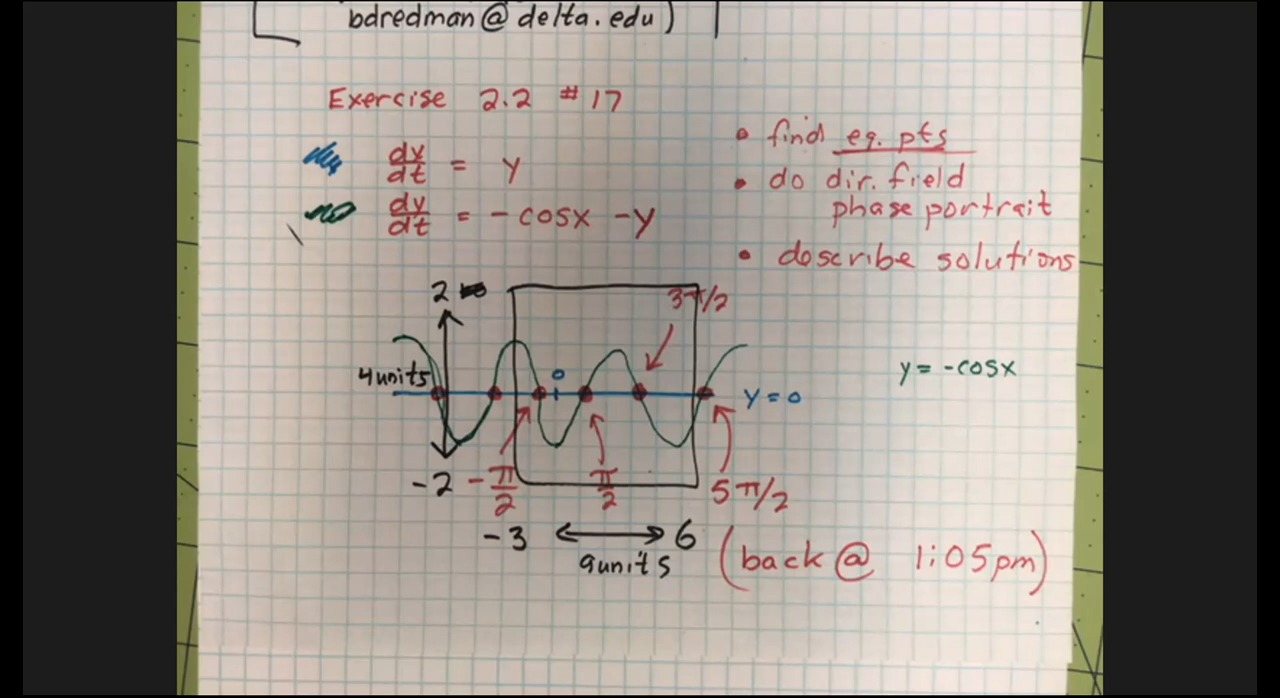 bdredman@delta.edu)
Exercise 2.2 #17
dy/dt = y
dy/dt = -cosx -y
• find eq. pts
• do dir. field
phase portrait
• describe solutions
2
3π/2
4units
0
y = 0
y = -cosx
-2
-π/2
π/2
5π/2
-3
6
9units
(back @ 1:05pm)